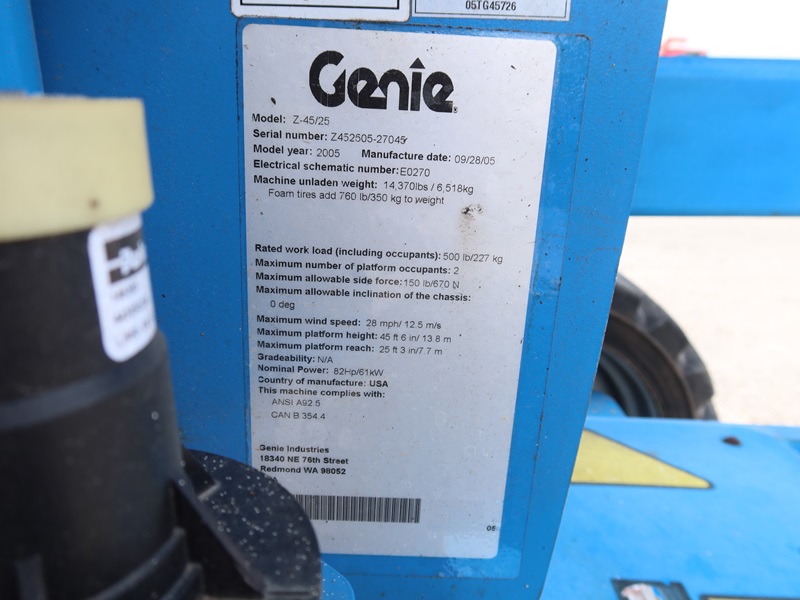 05TG45726
Genie
Model: Z-45/25
Serial number: Z452505-27045
Model year: 2005 Manufacture date: 09/28/05
Electrical schematic number: E0270
Machine unladen weight: 14,370lbs / 6,518kg
Foam tires add 760 lb/350 kg to weight
Rated work load (including occupants): 500 lb/227 kg
Maximum number of platform occupants: 2
Maximum allowable side force: 150 lb/670 N
Maximum allowable inclination of the chassis:
0 deg
Maximum wind speed: 28 mph/ 12.5 m/s
Maximum platform height: 45 ft 6 in/ 13.8 m
Maximum platform reach: 25 ft 3 in/7.7 m
Gradeability: N/A
Nominal Power: 82Hp/61kW
Country of manufacture: USA
This machine complies with:
ANSI A92.5
CAN B 354.4
Genie Industries
18340 NE 76th Street
Redmond WA 98052
05